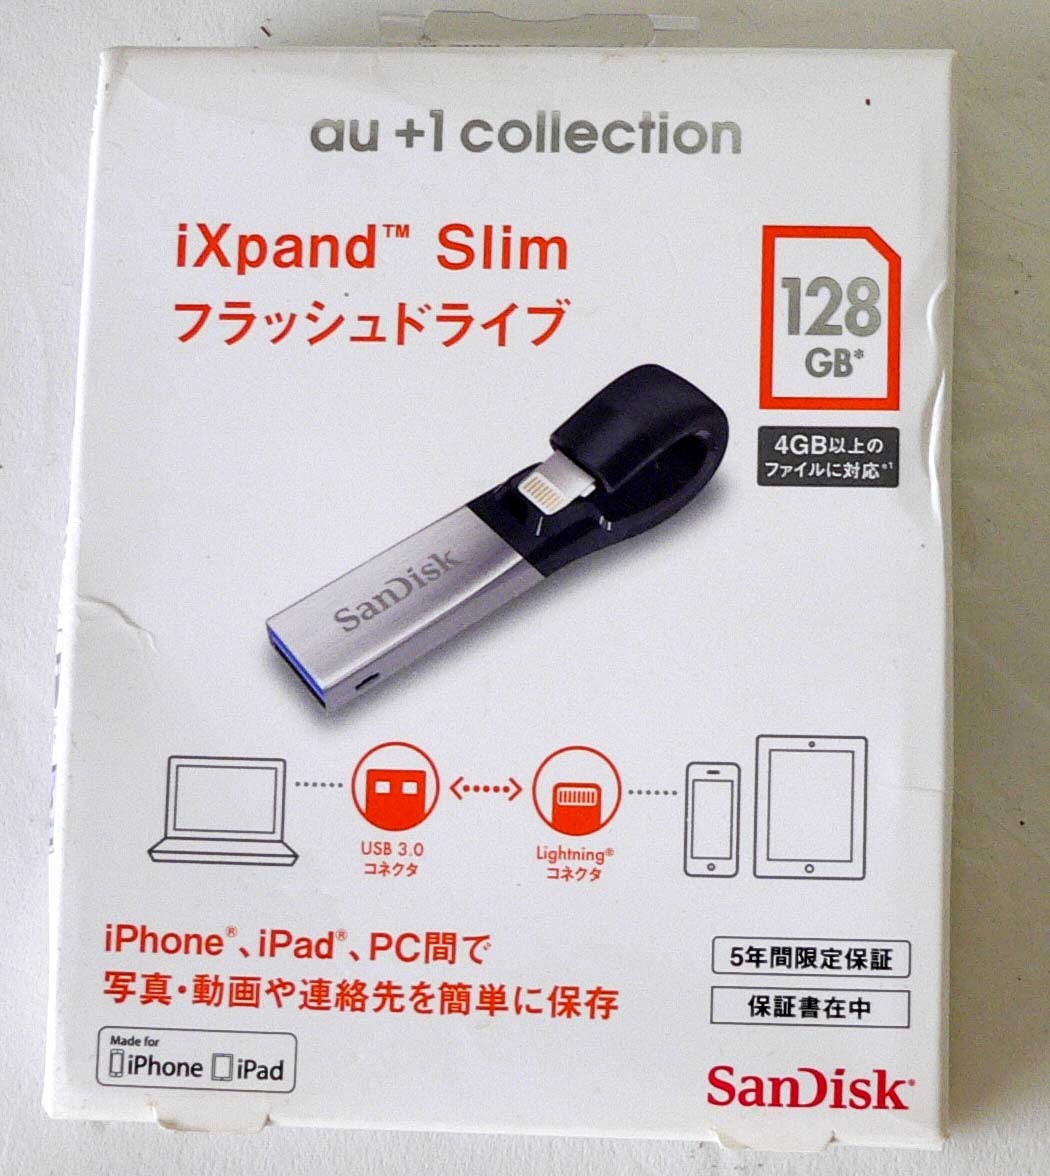 au +1 collection
iXpand™ Slim
フラッシュドライブ
128
GB*
4GB以上の
ファイルに対応*1
SanDisk
USB 3.0
コネクタ
Lightning®
コネクタ
iPhone®、iPad®、PC間で
写真・動画や連絡先を簡単に保存
5年間限定保証
保証書在中
Made for
iPhone iPad
SanDisk®